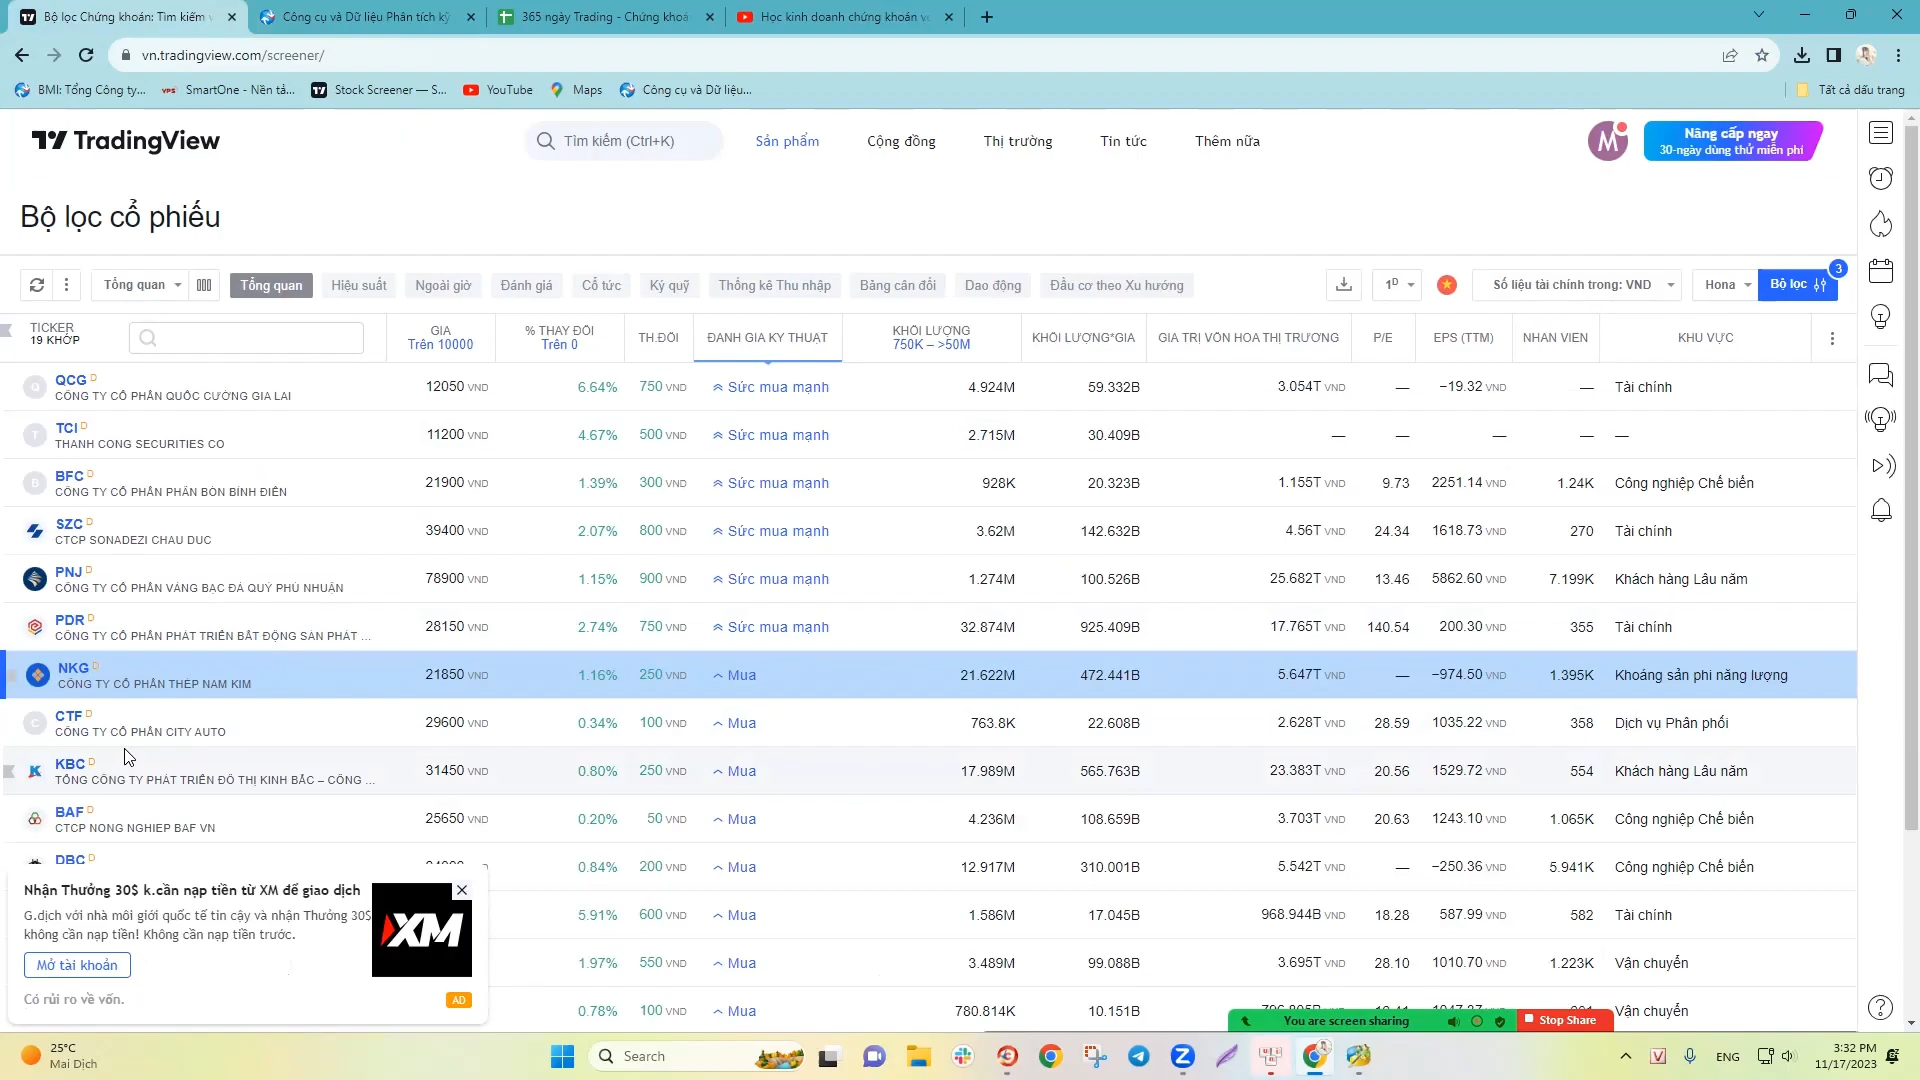 Bộ lọc Chứng khoán: Tìm kiếm
Công cụ và Dữ liệu Phân tích kỹ
365 ngày Trading - Chứng khoá
Học kinh doanh chứng khoán vớ
vn.tradingview.com/screener/
BMI: Tổng Công ty...
VPS SmartOne - Nền tả...
Stock Screener — S...
YouTube
Maps
Công cụ và Dữ liệu...
Tất cả dấu trang
TradingView
Tìm kiếm (Ctrl+K)
Sản phẩm
Cộng đồng
Thị trường
Tin tức
Thêm nữa
M
Nâng cấp ngay
30-ngày dùng thử miễn phí
Bộ lọc cổ phiếu
Tổng quan
Tổng quan
Hiệu suất
Ngoài giờ
Đánh giá
Cổ tức
Ký quỹ
Thống kê Thu nhập
Bảng cân đối
Dao động
Đầu cơ theo Xu hướng
1D
Số liệu tài chính trong: VND
Hona
Bộ lọc
3
TICKER
19 KHỚP
GIÁ
Trên 10000
% THAY ĐỔI
Trên 0
TH.ĐỔI
ĐÁNH GIÁ KỸ THUẬT
KHỐI LƯỢNG
750K – >50M
KHỐI LƯỢNG*GIÁ
GIÁ TRỊ VỐN HÓA THỊ TRƯỜNG
P/E
EPS (TTM)
NHÂN VIÊN
KHU VỰC
Q QCG D 12050 VND 6.64% 750 VND Sức mua mạnh 4.924M 59.332B 3.054T VND — −19.32 VND — Tài chính
CÔNG TY CỔ PHẦN QUỐC CƯỜNG GIA LAI
T TCI D 11200 VND 4.67% 500 VND Sức mua mạnh 2.715M 30.409B — — — — —
THANH CONG SECURITIES CO
B BFC D 21900 VND 1.39% 300 VND Sức mua mạnh 928K 20.323B 1.155T VND 9.73 2251.14 VND 1.24K Công nghiệp Chế biến
CÔNG TY CỔ PHẦN PHÂN BÓN BÌNH ĐIỀN
SZC D 39400 VND 2.07% 800 VND Sức mua mạnh 3.62M 142.632B 4.56T VND 24.34 1618.73 VND 270 Tài chính
CTCP SONADEZI CHAU DUC
PNJ D 78900 VND 1.15% 900 VND Sức mua mạnh 1.274M 100.526B 25.682T VND 13.46 5862.60 VND 7.199K Khách hàng Lâu năm
CÔNG TY CỔ PHẦN VÀNG BẠC ĐÁ QUÝ PHÚ NHUẬN
PDR D 28150 VND 2.74% 750 VND Sức mua mạnh 32.874M 925.409B 17.765T VND 140.54 200.30 VND 355 Tài chính
CÔNG TY CỔ PHẦN PHÁT TRIỂN BẤT ĐỘNG SẢN PHÁT ...
NKG D 21850 VND 1.16% 250 VND Mua 21.622M 472.441B 5.647T VND — −974.50 VND 1.395K Khoáng sản phi năng lượng
CÔNG TY CỔ PHẦN THÉP NAM KIM
C CTF D 29600 VND 0.34% 100 VND Mua 763.8K 22.608B 2.628T VND 28.59 1035.22 VND 358 Dịch vụ Phân phối
CÔNG TY CỔ PHẦN CITY AUTO
KBC D 31450 VND 0.80% 250 VND Mua 17.989M 565.763B 23.383T VND 20.56 1529.72 VND 554 Khách hàng Lâu năm
TỔNG CÔNG TY PHÁT TRIỂN ĐÔ THỊ KINH BẮC – CÔNG ...
BAF D 25650 VND 0.20% 50 VND Mua 4.236M 108.659B 3.703T VND 20.63 1243.10 VND 1.065K Công nghiệp Chế biến
CTCP NONG NGHIEP BAF VN
DBC D 0.84% 200 VND Mua 12.917M 310.001B 5.542T VND — −250.36 VND 5.941K Công nghiệp Chế biến
5.91% 600 VND Mua 1.586M 17.045B 968.944B VND 18.28 587.99 VND 582 Tài chính
1.97% 550 VND Mua 3.489M 99.088B 3.695T VND 28.10 1010.70 VND 1.223K Vận chuyển
0.78% 100 VND Mua 780.814K 10.151B Vận chuyển
Nhận Thưởng 30$ k.cần nạp tiền từ XM để giao dịch
G.dịch với nhà môi giới quốc tế tin cậy và nhận Thưởng 30$
không cần nạp tiền! Không cần nạp tiền trước.
XM
Mở tài khoản
Có rủi ro về vốn.
AD
You are screen sharing
Stop Share
25°C
Mai Dịch
Search
ENG
3:32 PM
11/17/2023